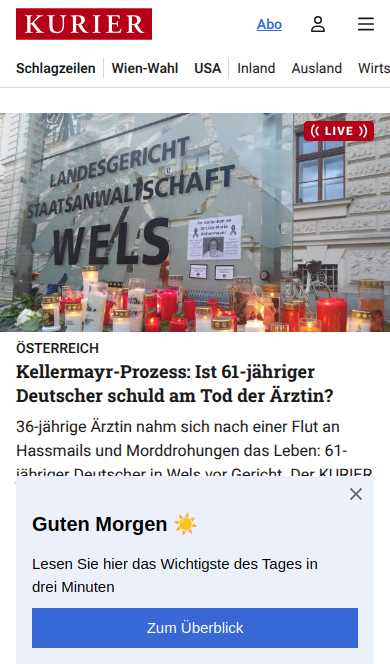 KURIER
Abo
Schlagzeilen Wien-Wahl USA Inland Ausland Wirts
LIVE
LANDESGERICHT
STAATSANWALTSCHAFT
WELS
ÖSTERREICH
Kellermayr-Prozess: Ist 61-jähriger
Deutscher schuld am Tod der Ärztin?
36-jährige Ärztin nahm sich nach einer Flut an
Hassmails und Morddrohungen das Leben: 61-
jähriger Deutscher in Wels vor Gericht. Der KURIER
Guten Morgen ☀️
Lesen Sie hier das Wichtigste des Tages in
drei Minuten
Zum Überblick